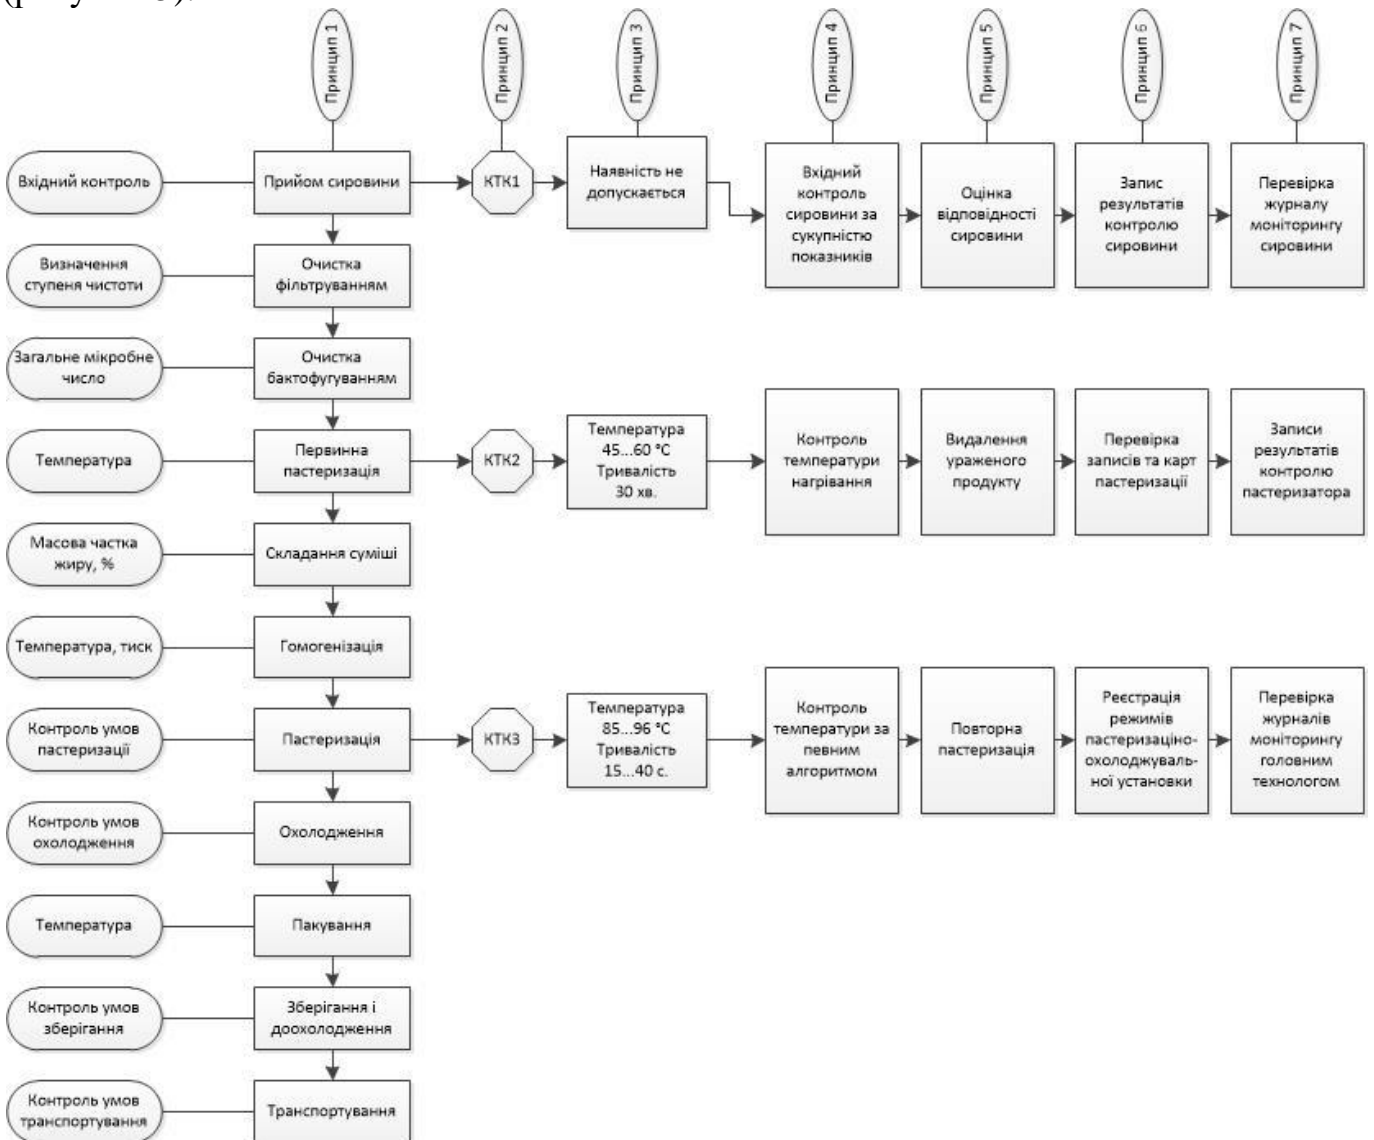 Принцип 1
Принцип 2
Принцип 3
Принцип 4
Принцип 5
Принцип 6
Принцип 7
Вхідний контроль
Прийом сировини
КТК1
Наявність не
допускається
Вхідний
контроль
сировини за
сукупністю
показників
Оцінка
відповідності
сировини
Запис
результатів
контролю
сировини
Перевірка
журналу
моніторингу
сировини
Визначення
ступеня чистоти
Очистка
фільтруванням
Загальне мікробне
число
Очистка
бактофугуванням
Температура
Первинна
пастеризація
КТК2
Температура
45...60 °С
Тривалість
30 хв.
Контроль
температури
нагрівання
Видалення
ураженого
продукту
Перевірка
записів та карт
пастеризації
Записи
результатів
контролю
пастеризатора
Масова частка
жиру, %
Складання суміші
Температура, тиск
Гомогенізація
Контроль умов
пастеризації
Пастеризація
КТК3
Температура
85...96 °С
Тривалість
15...40 с.
Контроль
температури за
певним
алгоритмом
Повторна
пастеризація
Реєстрація
режимів
пастеризаціно-
охолоджуваль-
ної установки
Перевірка
журналів
моніторингу
головним
технологом
Контроль умов
охолодження
Охолодження
Температура
Пакування
Контроль умов
зберігання
Зберігання і
доохолодження
Контроль умов
транспортування
Транспортування